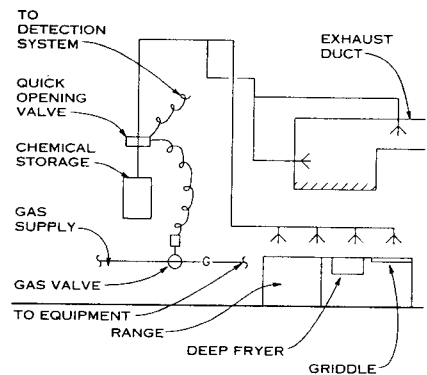 TO
DETECTION
SYSTEM
EXHAUST
DUCT
QUICK
OPENING
VALVE
CHEMICAL
STORAGE
GAS
SUPPLY
G
GAS VALVE
TO EQUIPMENT
RANGE
DEEP FRYER
GRIDDLE